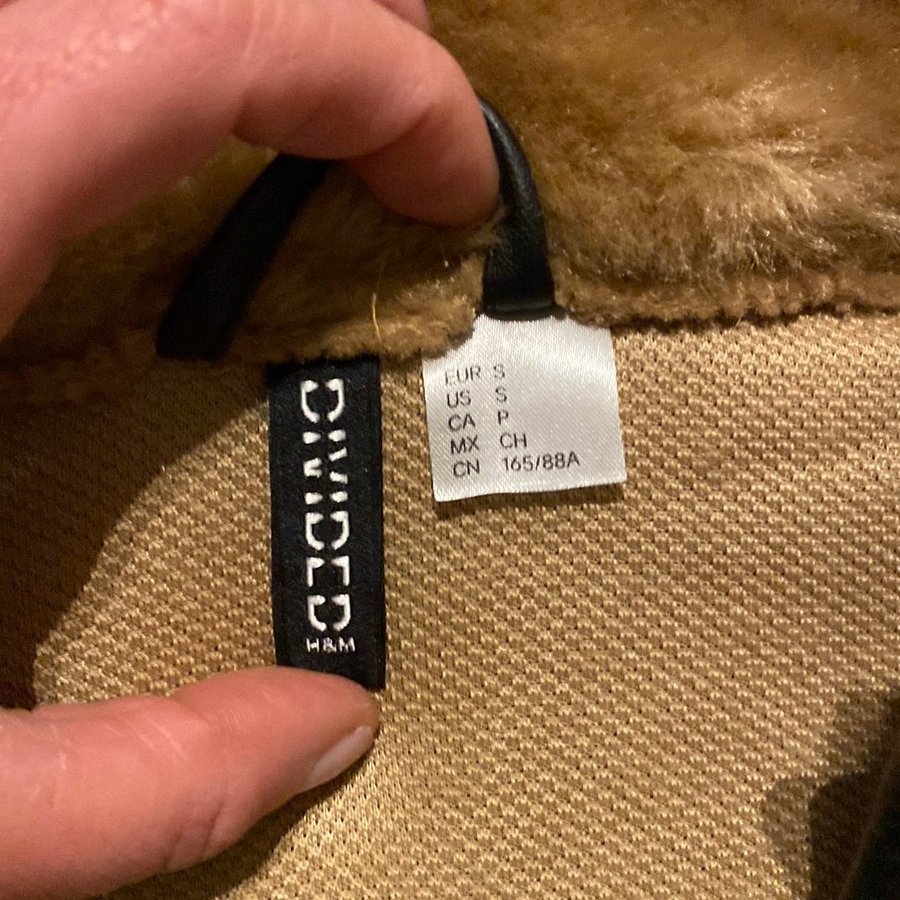 DIVIDED
H&M
EUR S
US S
CA P
MX CH
CN 165/88A